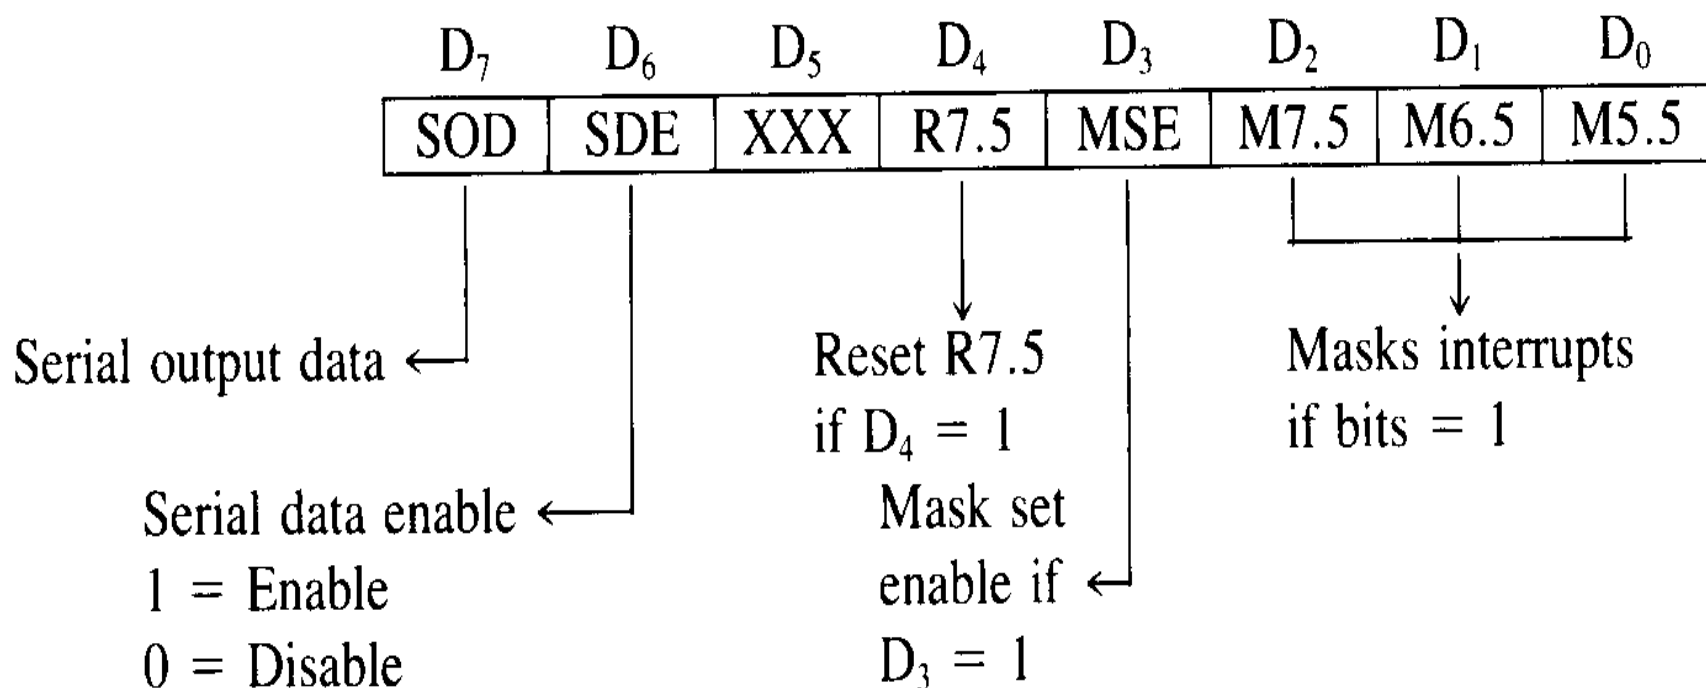 D₇ D₆ D₅ D₄ D₃ D₂ D₁ D₀
SOD SDE XXX R7.5 MSE M7.5 M6.5 M5.5
Serial output data
Serial data enable
1 = Enable
0 = Disable
Reset R7.5
if D₄ = 1
Mask set
enable if
D₃ = 1
Masks interrupts
if bits = 1